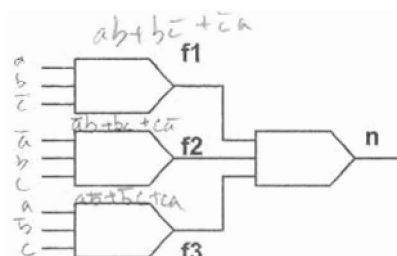 ab + bc̄ + c̄a
f1
a
b
c̄
āb + bc + cā
f2
ā
b
c
n
ab̄ + b̄c + ca
f3
a
b̄
c